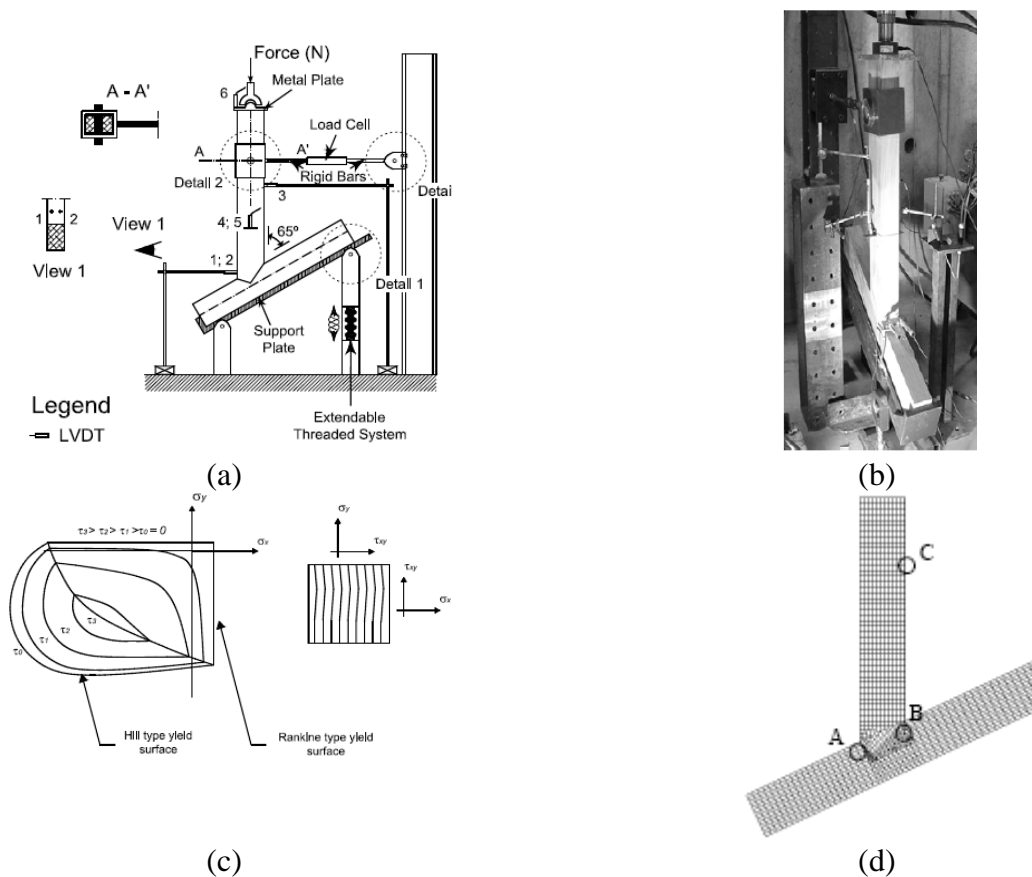 Force (N)
A - A'
6
Metal Plate
Load Cell
A
A'
Rigid Bars
Detall 2
Detai
3
4; 5
1 2
View 1
65º
1; 2
View 1
Detall 1
Support
Plate
Legend
LVDT
Extendable
Threaded System
(a)
(b)
σy
τ3> τ2> τ1 >τ0= 0
σx
σy
τxy
τxy
σx
τ3
τ2
τ1
τ0
Hill type yield
surface
Rankine type yield
surface
C
B
A
(c)
(d)